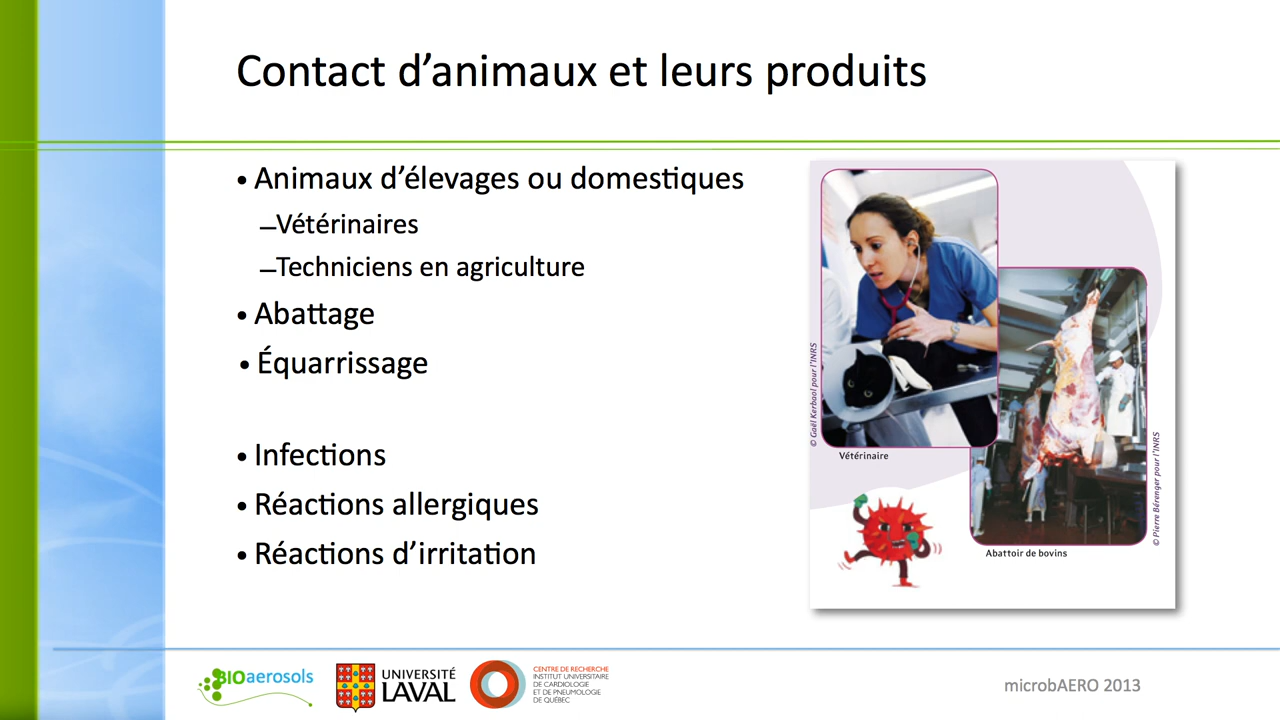 Contact d’animaux et leurs produits
• Animaux d’élevages ou domestiques
–Vétérinaires
–Techniciens en agriculture
• Abattage
• Équarrissage
• Infections
• Réactions allergiques
• Réactions d’irritation
© Gaël Kerbaol pour l’INRS
Vétérinaire
© Pierre Bérenger pour l’INRS
Abattoir de bovins
BIOaerosols
UNIVERSITÉ
LAVAL
CENTRE DE RECHERCHE
INSTITUT UNIVERSITAIRE
DE CARDIOLOGIE
ET DE PNEUMOLOGIE
DE QUÉBEC
microbAERO 2013